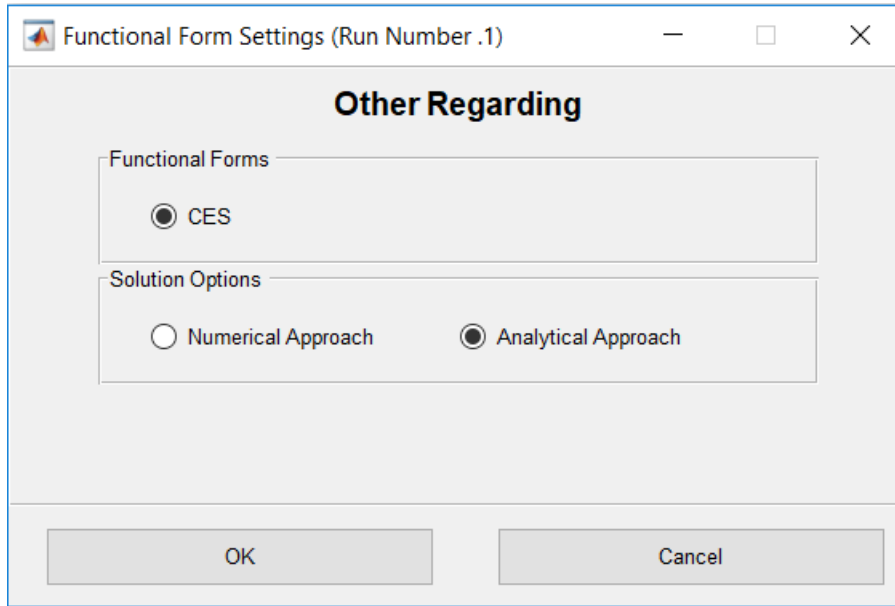 Functional Form Settings (Run Number .1)
Other Regarding
Functional Forms
CES
Solution Options
Numerical Approach Analytical Approach
OK Cancel